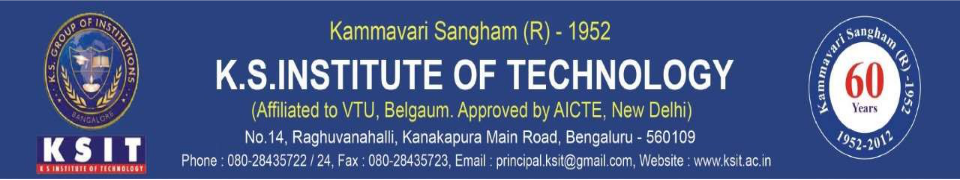 K.S. GROUP OF INSTITUTIONS
BANGALORE
KSIT
K S INSTITUTE OF TECHNOLOGY
Kammavari Sangham (R) - 1952
K.S.INSTITUTE OF TECHNOLOGY
(Affiliated to VTU, Belgaum. Approved by AICTE, New Delhi)
No.14, Raghuvanahalli, Kanakapura Main Road, Bengaluru - 560109
Phone : 080-28435722 / 24, Fax : 080-28435723, Email : principal.ksit@gmail.com, Website : www.ksit.ac.in
Kammavari Sangham (R) -1952
60
Years
1952-2012